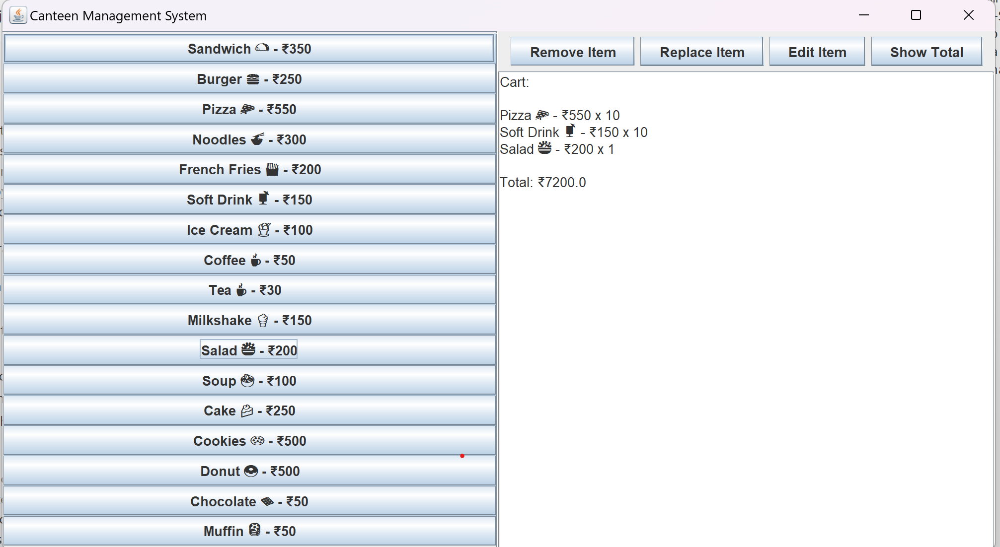 Canteen Management System
Sandwich - ₹350
Burger - ₹250
Pizza - ₹550
Noodles - ₹300
French Fries - ₹200
Soft Drink - ₹150
Ice Cream - ₹100
Coffee - ₹50
Tea - ₹30
Milkshake - ₹150
Salad - ₹200
Soup - ₹100
Cake - ₹250
Cookies - ₹500
Donut - ₹500
Chocolate - ₹50
Muffin - ₹50
Remove Item Replace Item Edit Item Show Total
Cart:
Pizza - ₹550 x 10
Soft Drink - ₹150 x 10
Salad - ₹200 x 1
Total: ₹7200.0